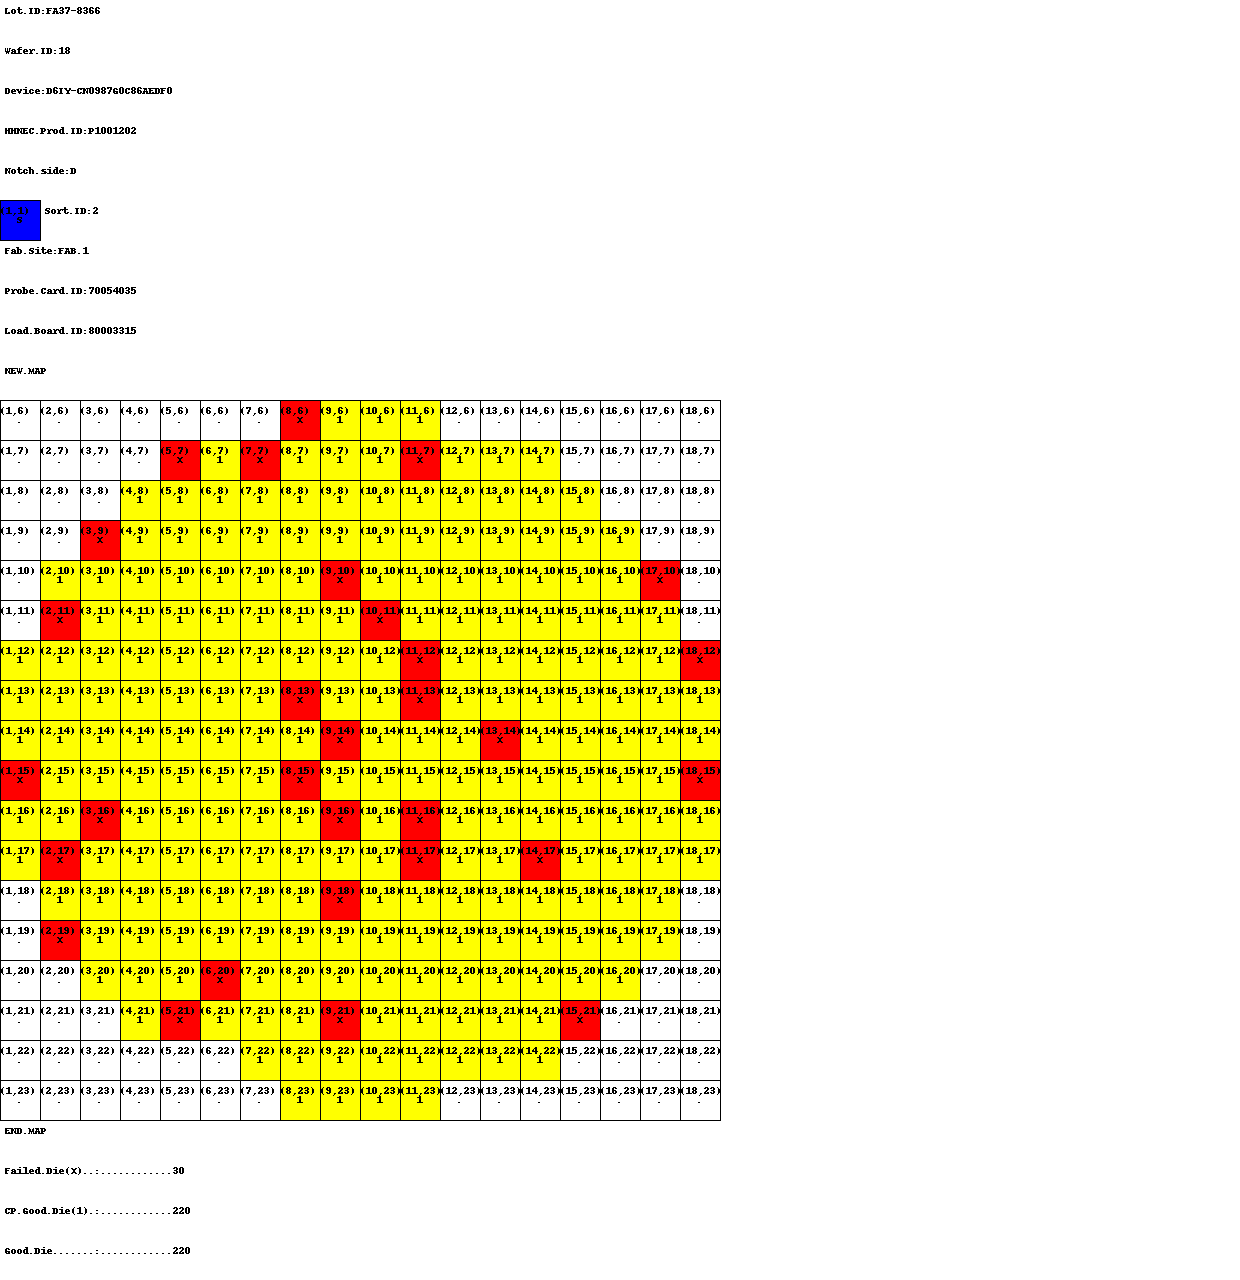 Lot.ID:FA37-8366
Wafer.ID:18
Device:D6IY-CN0987G0C86AEDF0
HHNEC.Prod.ID:P1001202
Notch.side:D
(1,1) Sort.ID:2
S
Fab.Site:FAB.1
Probe.Card.ID:70054035
Load.Board.ID:80003315
NEW.MAP
(1,6) (2,6) (3,6) (4,6) (5,6) (6,6) (7,6) (8,6) (9,6) (10,6) (11,6) (12,6) (13,6) (14,6) (15,6) (16,6) (17,6) (18,6)
. . . . . . . X 1 1 1 . . . . . . .
(1,7) (2,7) (3,7) (4,7) (5,7) (6,7) (7,7) (8,7) (9,7) (10,7) (11,7) (12,7) (13,7) (14,7) (15,7) (16,7) (17,7) (18,7)
. . . . X 1 X 1 1 1 X 1 1 1 . . . .
(1,8) (2,8) (3,8) (4,8) (5,8) (6,8) (7,8) (8,8) (9,8) (10,8) (11,8) (12,8) (13,8) (14,8) (15,8) (16,8) (17,8) (18,8)
. . . 1 1 1 1 1 1 1 1 1 1 1 1 . . .
(1,9) (2,9) (3,9) (4,9) (5,9) (6,9) (7,9) (8,9) (9,9) (10,9) (11,9) (12,9) (13,9) (14,9) (15,9) (16,9) (17,9) (18,9)
. . X 1 1 1 1 1 1 1 1 1 1 1 1 1 . .
(1,10) (2,10) (3,10) (4,10) (5,10) (6,10) (7,10) (8,10) (9,10) (10,10) (11,10) (12,10) (13,10) (14,10) (15,10) (16,10) (17,10) (18,10)
. 1 1 1 1 1 1 1 X 1 1 1 1 1 1 1 X .
(1,11) (2,11) (3,11) (4,11) (5,11) (6,11) (7,11) (8,11) (9,11) (10,11) (11,11) (12,11) (13,11) (14,11) (15,11) (16,11) (17,11) (18,11)
. X 1 1 1 1 1 1 1 X 1 1 1 1 1 1 1 .
(1,12) (2,12) (3,12) (4,12) (5,12) (6,12) (7,12) (8,12) (9,12) (10,12) (11,12) (12,12) (13,12) (14,12) (15,12) (16,12) (17,12) (18,12)
1 1 1 1 1 1 1 1 1 1 X 1 1 1 1 1 1 X
(1,13) (2,13) (3,13) (4,13) (5,13) (6,13) (7,13) (8,13) (9,13) (10,13) (11,13) (12,13) (13,13) (14,13) (15,13) (16,13) (17,13) (18,13)
1 1 1 1 1 1 1 X 1 1 X 1 1 1 1 1 1 1
(1,14) (2,14) (3,14) (4,14) (5,14) (6,14) (7,14) (8,14) (9,14) (10,14) (11,14) (12,14) (13,14) (14,14) (15,14) (16,14) (17,14) (18,14)
1 1 1 1 1 1 1 1 X 1 1 1 X 1 1 1 1 1
(1,15) (2,15) (3,15) (4,15) (5,15) (6,15) (7,15) (8,15) (9,15) (10,15) (11,15) (12,15) (13,15) (14,15) (15,15) (16,15) (17,15) (18,15)
X 1 1 1 1 1 1 X 1 1 1 1 1 1 1 1 1 X
(1,16) (2,16) (3,16) (4,16) (5,16) (6,16) (7,16) (8,16) (9,16) (10,16) (11,16) (12,16) (13,16) (14,16) (15,16) (16,16) (17,16) (18,16)
1 1 X 1 1 1 1 1 X 1 X 1 1 1 1 1 1 1
(1,17) (2,17) (3,17) (4,17) (5,17) (6,17) (7,17) (8,17) (9,17) (10,17) (11,17) (12,17) (13,17) (14,17) (15,17) (16,17) (17,17) (18,17)
1 X 1 1 1 1 1 1 1 1 X 1 1 X 1 1 1 1
(1,18) (2,18) (3,18) (4,18) (5,18) (6,18) (7,18) (8,18) (9,18) (10,18) (11,18) (12,18) (13,18) (14,18) (15,18) (16,18) (17,18) (18,18)
. 1 1 1 1 1 1 1 X 1 1 1 1 1 1 1 1 .
(1,19) (2,19) (3,19) (4,19) (5,19) (6,19) (7,19) (8,19) (9,19) (10,19) (11,19) (12,19) (13,19) (14,19) (15,19) (16,19) (17,19) (18,19)
. X 1 1 1 1 1 1 1 1 1 1 1 1 1 1 1 .
(1,20) (2,20) (3,20) (4,20) (5,20) (6,20) (7,20) (8,20) (9,20) (10,20) (11,20) (12,20) (13,20) (14,20) (15,20) (16,20) (17,20) (18,20)
. . 1 1 1 X 1 1 1 1 1 1 1 1 1 1 . .
(1,21) (2,21) (3,21) (4,21) (5,21) (6,21) (7,21) (8,21) (9,21) (10,21) (11,21) (12,21) (13,21) (14,21) (15,21) (16,21) (17,21) (18,21)
. . . 1 X 1 1 1 X 1 1 1 1 1 X . . .
(1,22) (2,22) (3,22) (4,22) (5,22) (6,22) (7,22) (8,22) (9,22) (10,22) (11,22) (12,22) (13,22) (14,22) (15,22) (16,22) (17,22) (18,22)
. . . . . . 1 1 1 1 1 1 1 1 . . . .
(1,23) (2,23) (3,23) (4,23) (5,23) (6,23) (7,23) (8,23) (9,23) (10,23) (11,23) (12,23) (13,23) (14,23) (15,23) (16,23) (17,23) (18,23)
. . . . . . . 1 1 1 1 . . . . . . .
END.MAP
Failed.Die(X)..:............30
CP.Good.Die(1).:............220
Good.Die.......:............220